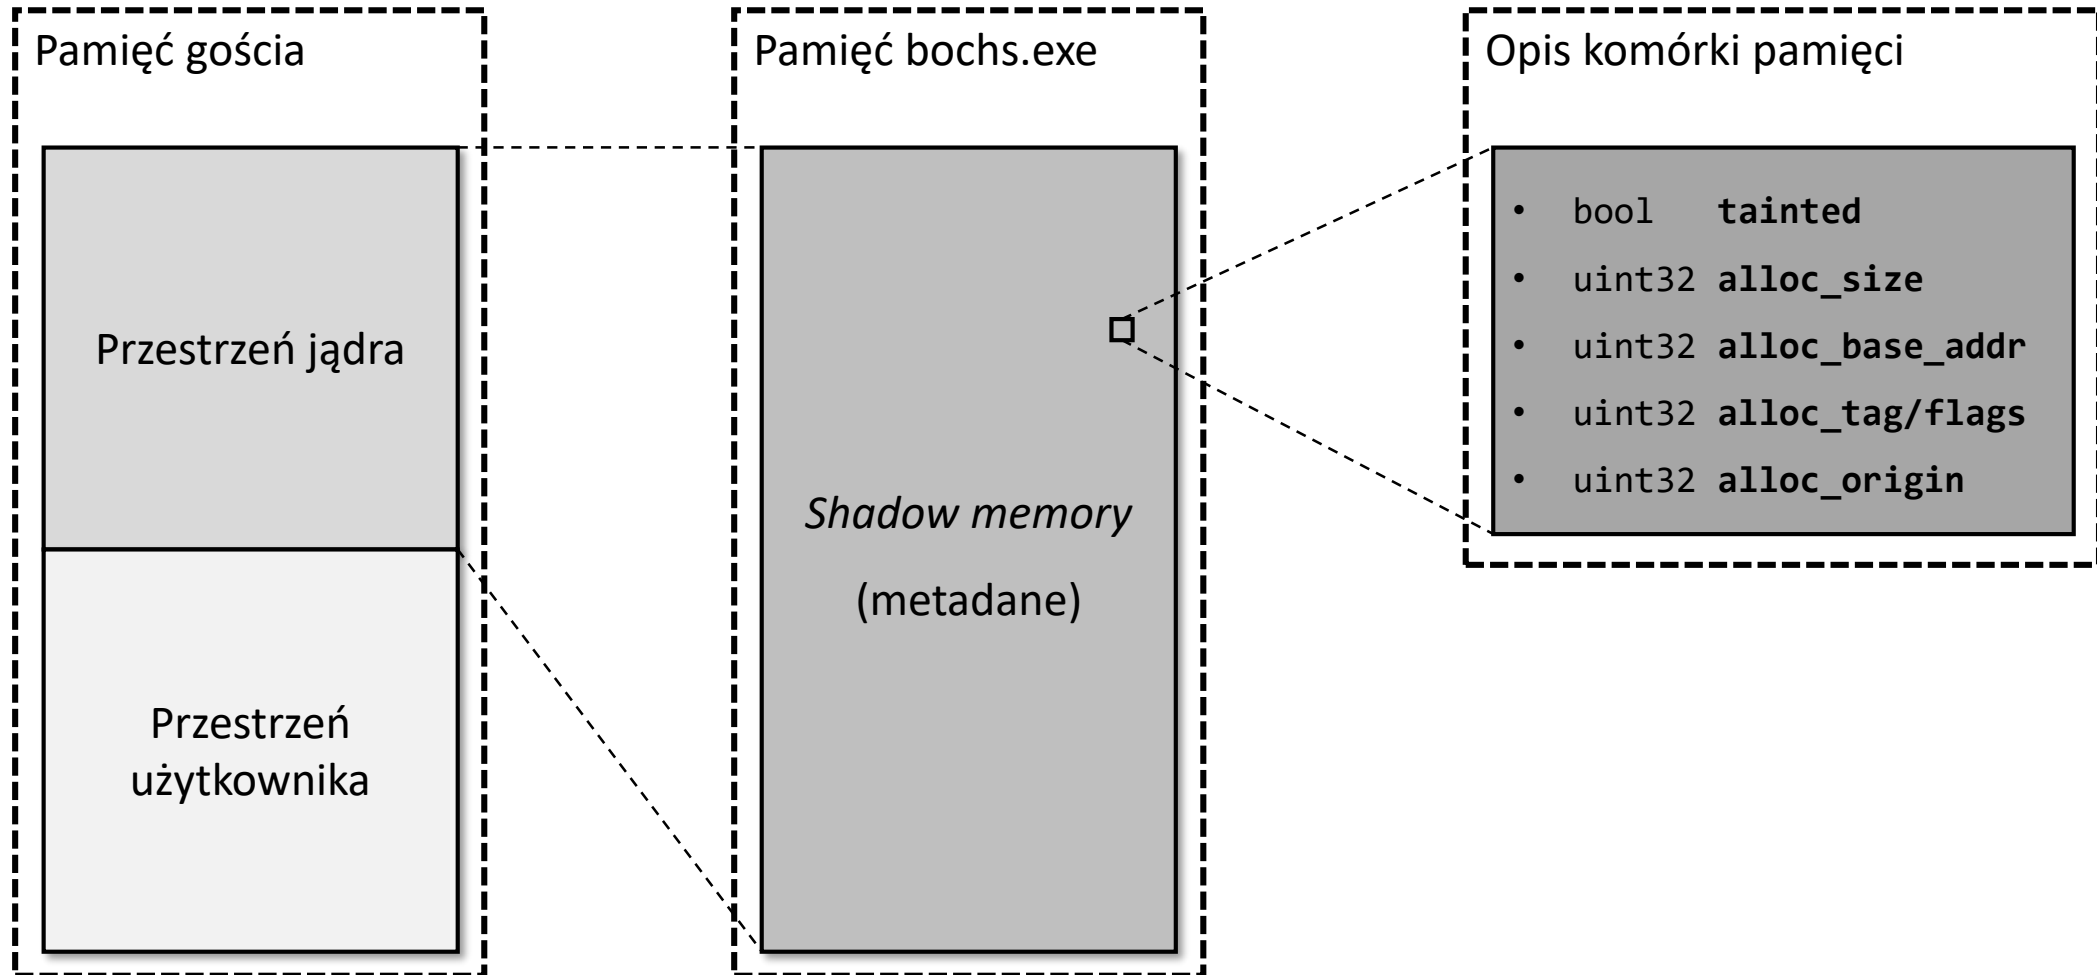 Pamięć gościa
Przestrzeń jądra
Przestrzeń
użytkownika
Pamięć bochs.exe
Shadow memory
(metadane)
Opis komórki pamięci
• bool tainted
• uint32 alloc_size
• uint32 alloc_base_addr
• uint32 alloc_tag/flags
• uint32 alloc_origin